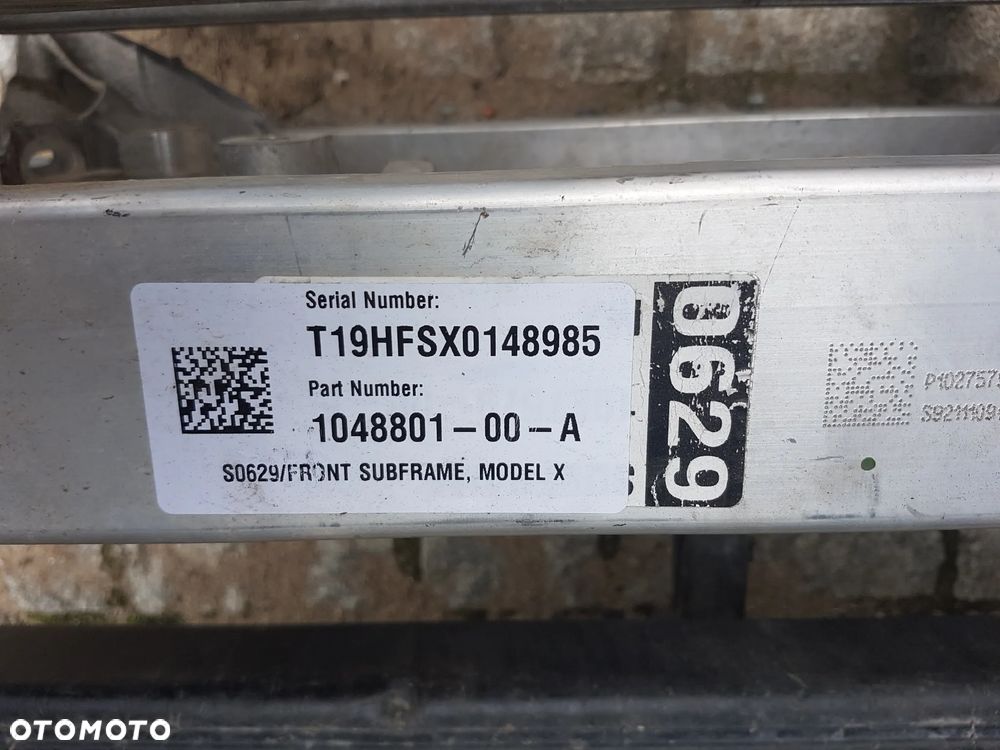 Serial Number:
T19HFSX0148985
Part Number:
1048801-00-A
S0629/FRONT SUBFRAME, MODEL X
0629
OTOMOTO